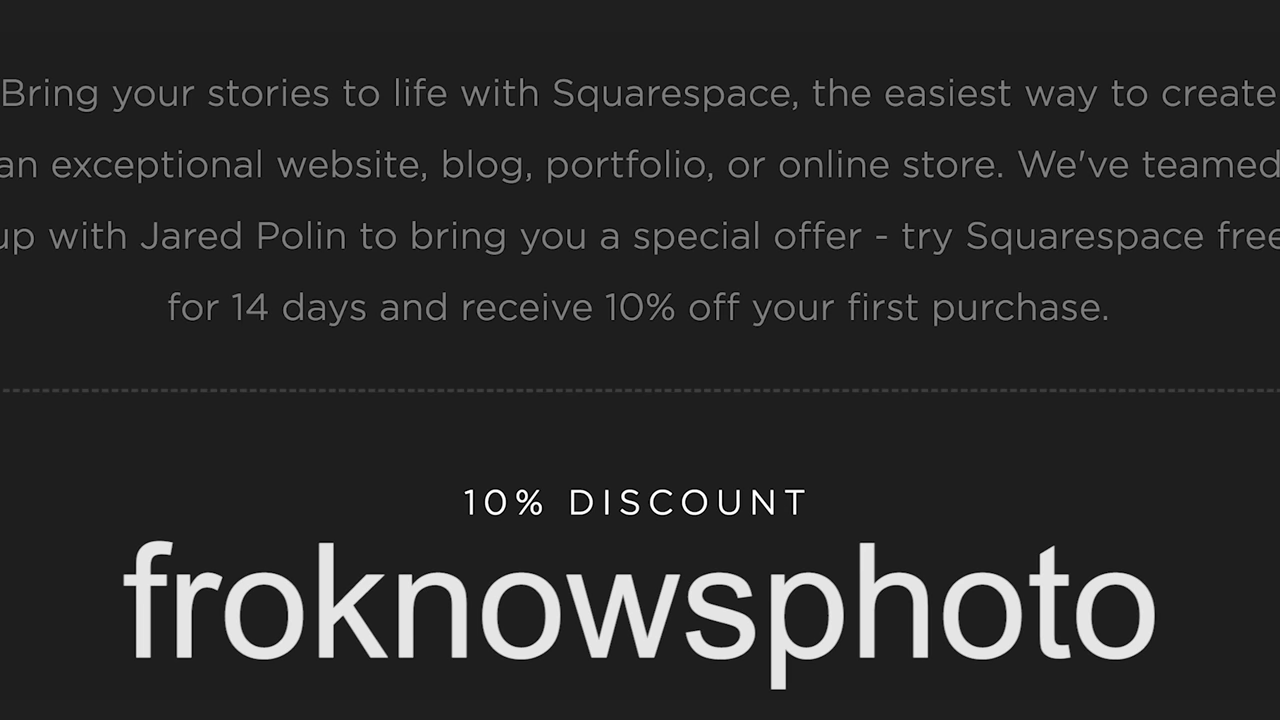 Bring your stories to life with Squarespace, the easiest way to create
an exceptional website, blog, portfolio, or online store. We've teamed
up with Jared Polin to bring you a special offer - try Squarespace free
for 14 days and receive 10% off your first purchase.
10% DISCOUNT
froknowsphoto